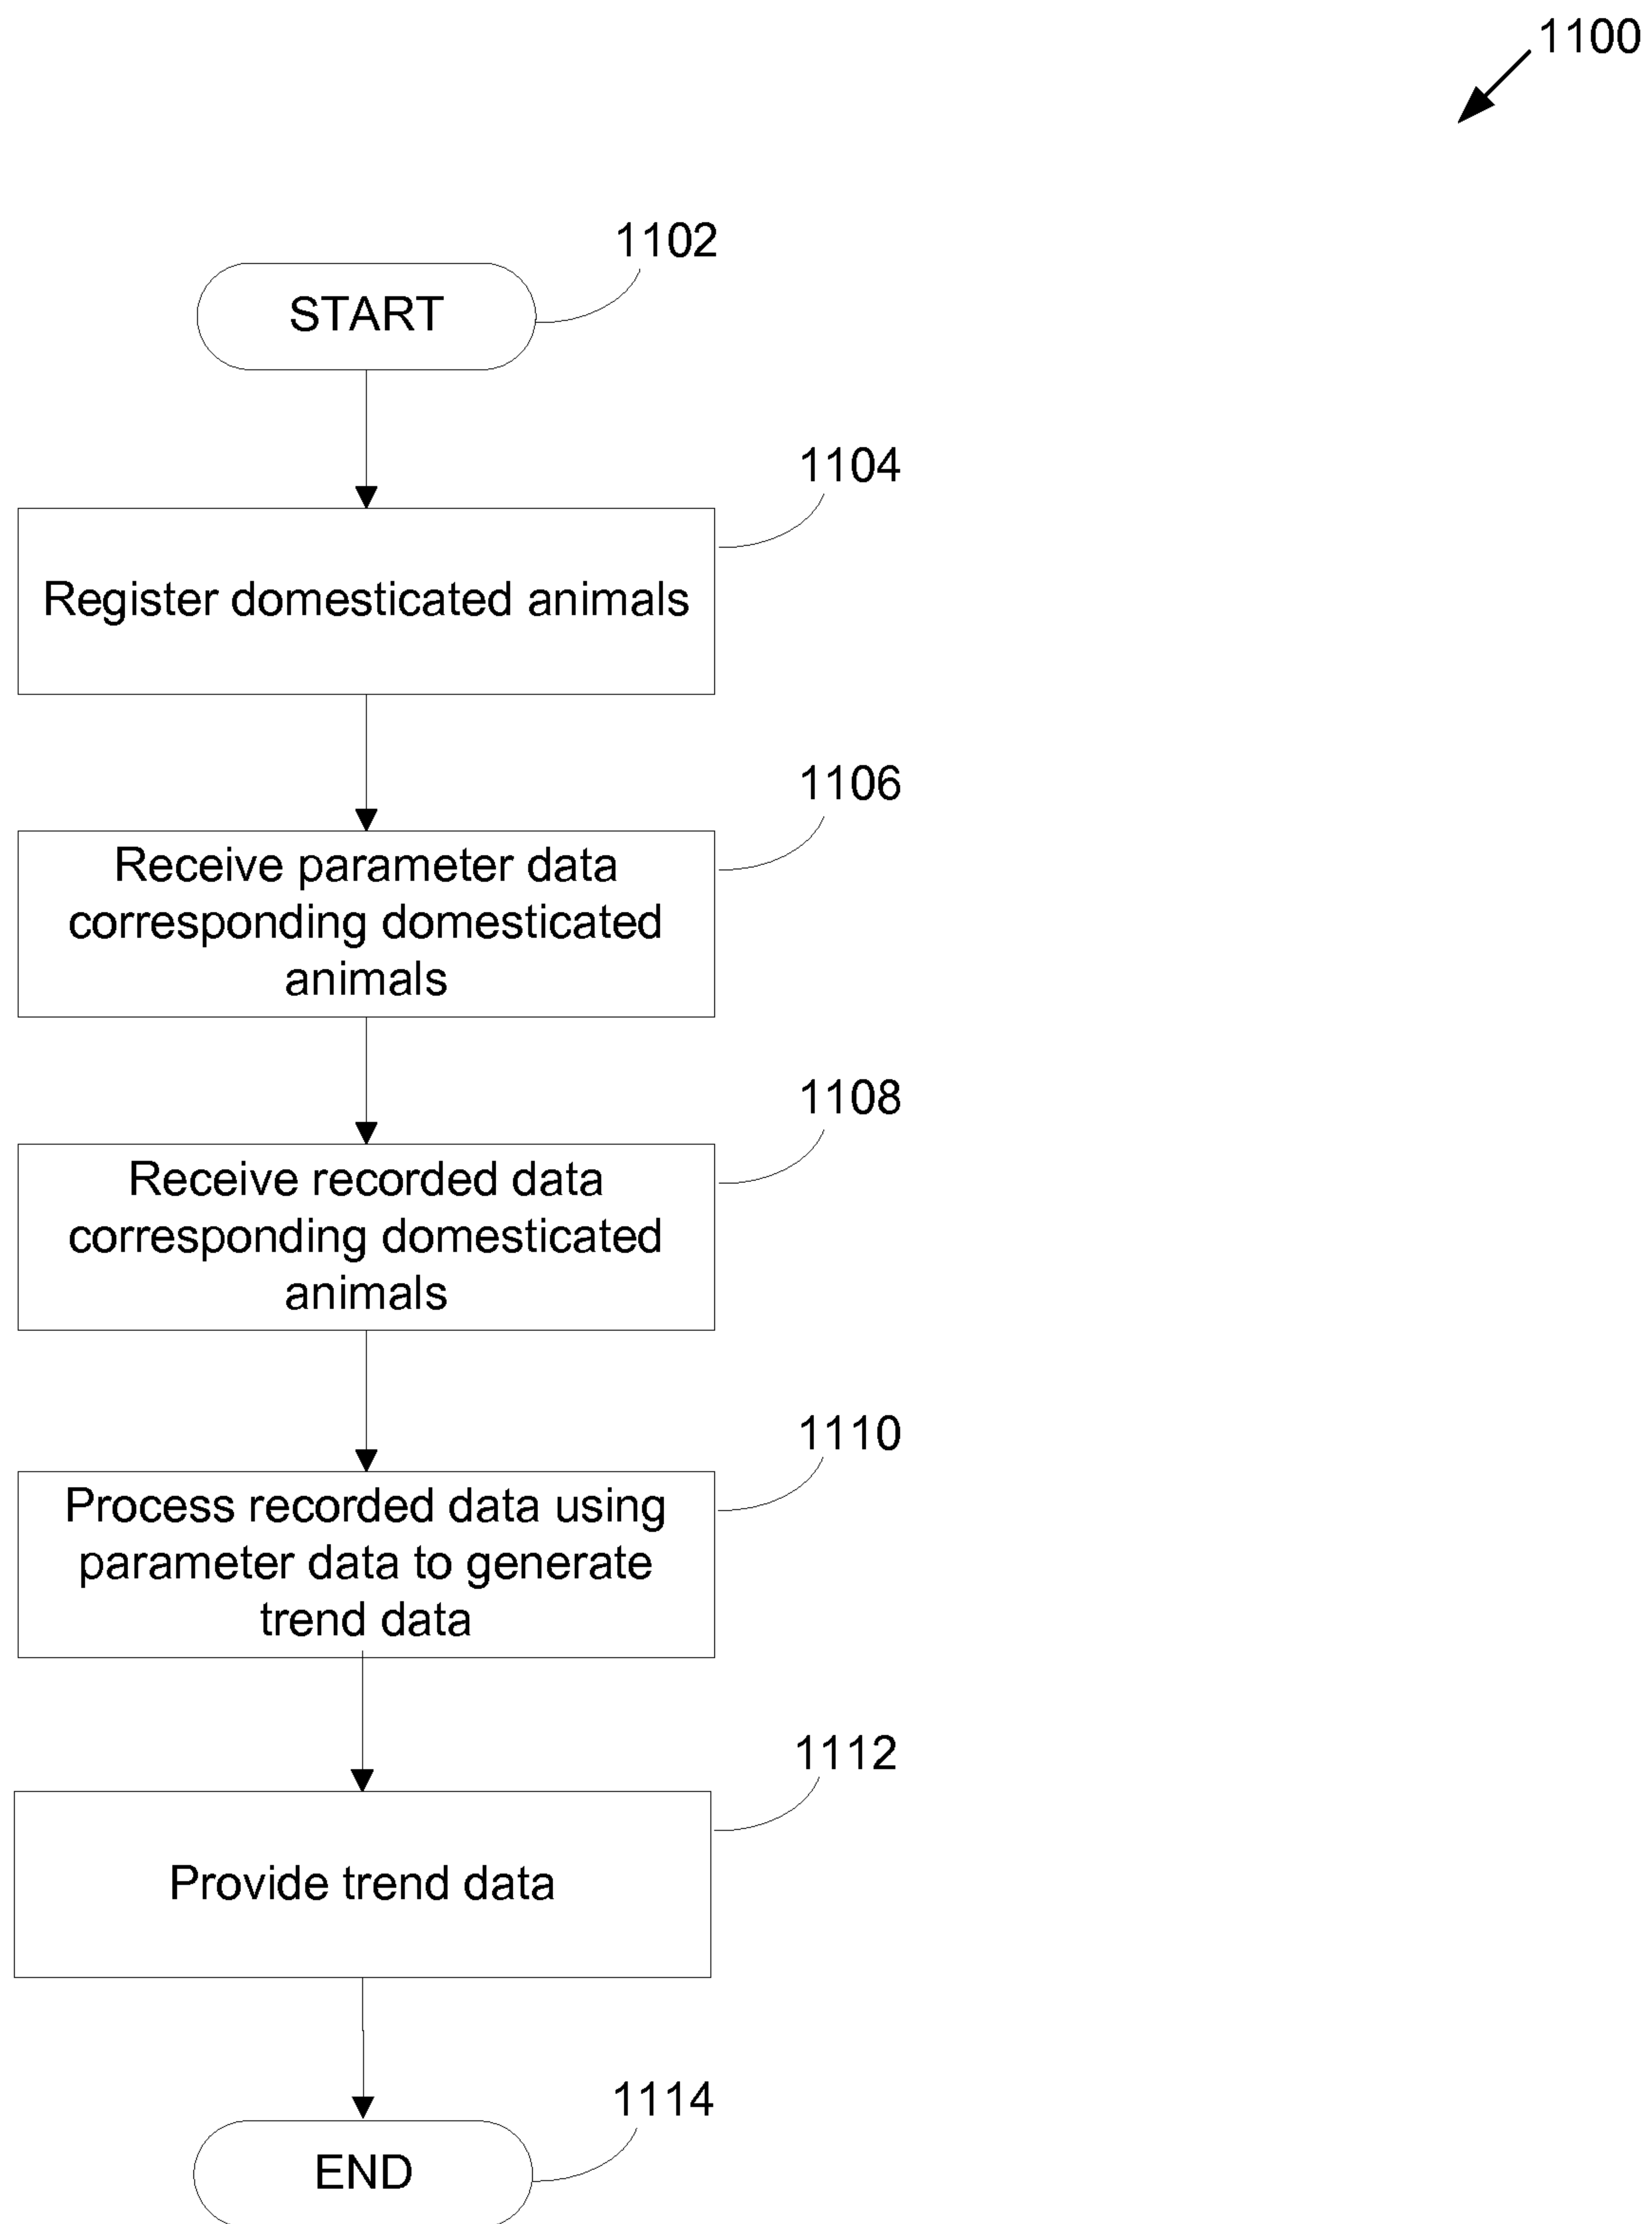 1100
1102
START
1104
Register domesticated animals
1106
Receive parameter data
corresponding domesticated
animals
1108
Receive recorded data
corresponding domesticated
animals
1110
Process recorded data using
parameter data to generate
trend data
1112
Provide trend data
1114
END